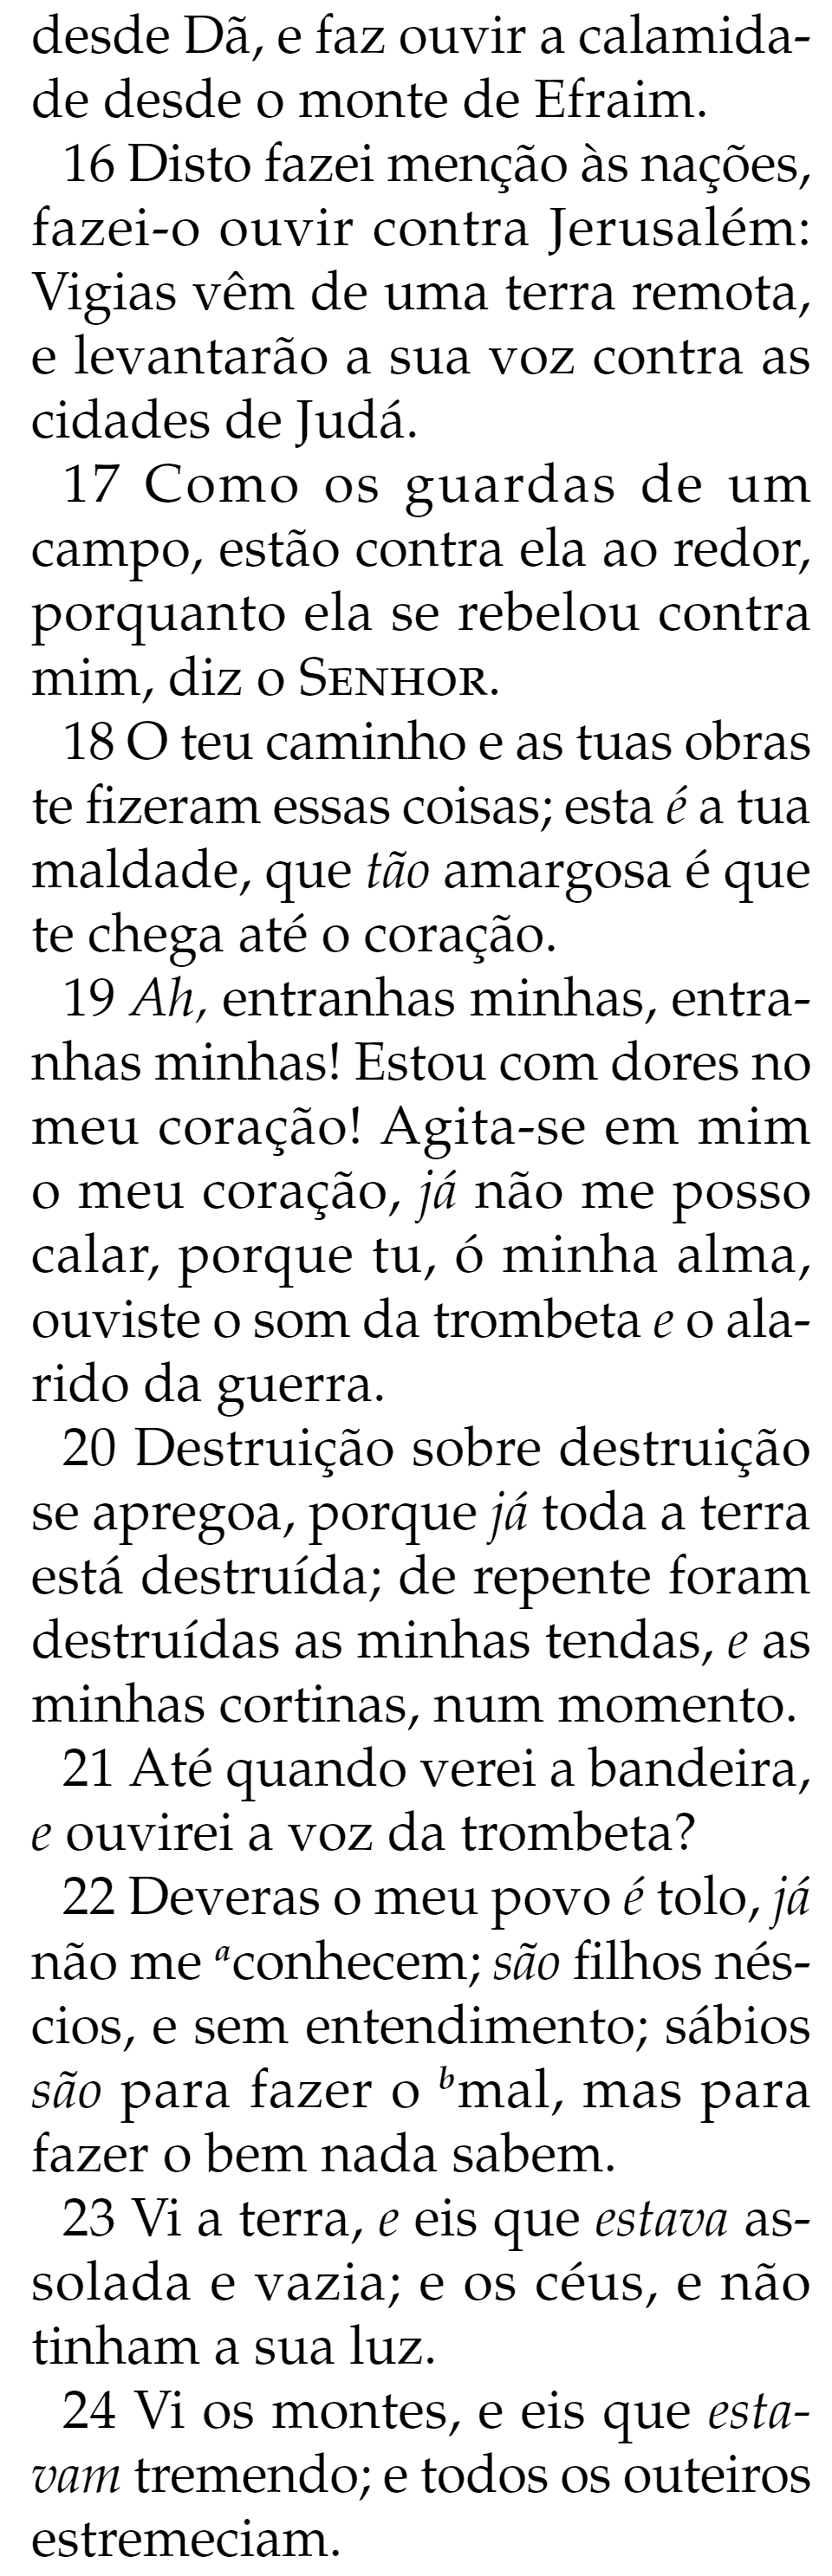 desde Dã, e faz ouvir a calamida-
de desde o monte de Efraim.
16 Disto fazei menção às nações,
fazei-o ouvir contra Jerusalém:
Vigias vêm de uma terra remota,
e levantarão a sua voz contra as
cidades de Judá.
17 Como os guardas de um
campo, estão contra ela ao redor,
porquanto ela se rebelou contra
mim, diz o SENHOR.
18 O teu caminho e as tuas obras
te fizeram essas coisas; esta é a tua
maldade, que tão amargosa é que
te chega até o coração.
19 Ah, entranhas minhas, entra-
nhas minhas! Estou com dores no
meu coração! Agita-se em mim
o meu coração, já não me posso
calar, porque tu, ó minha alma,
ouviste o som da trombeta e o ala-
rido da guerra.
20 Destruição sobre destruição
se apregoa, porque já toda a terra
está destruída; de repente foram
destruídas as minhas tendas, e as
minhas cortinas, num momento.
21 Até quando verei a bandeira,
e ouvirei a voz da trombeta?
22 Deveras o meu povo é tolo, já
não me aconhecem; são filhos nés-
cios, e sem entendimento; sábios
são para fazer o bmal, mas para
fazer o bem nada sabem.
23 Vi a terra, e eis que estava as-
solada e vazia; e os céus, e não
tinham a sua luz.
24 Vi os montes, e eis que esta-
vam tremendo; e todos os outeiros
estremeciam.